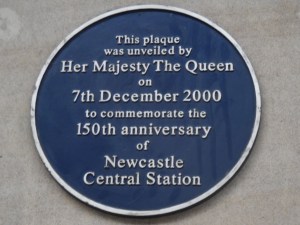 This plaque
was unveiled by
Her Majesty The Queen
on
7th December 2000
to commemorate the
150th anniversary
of
Newcastle
Central Station